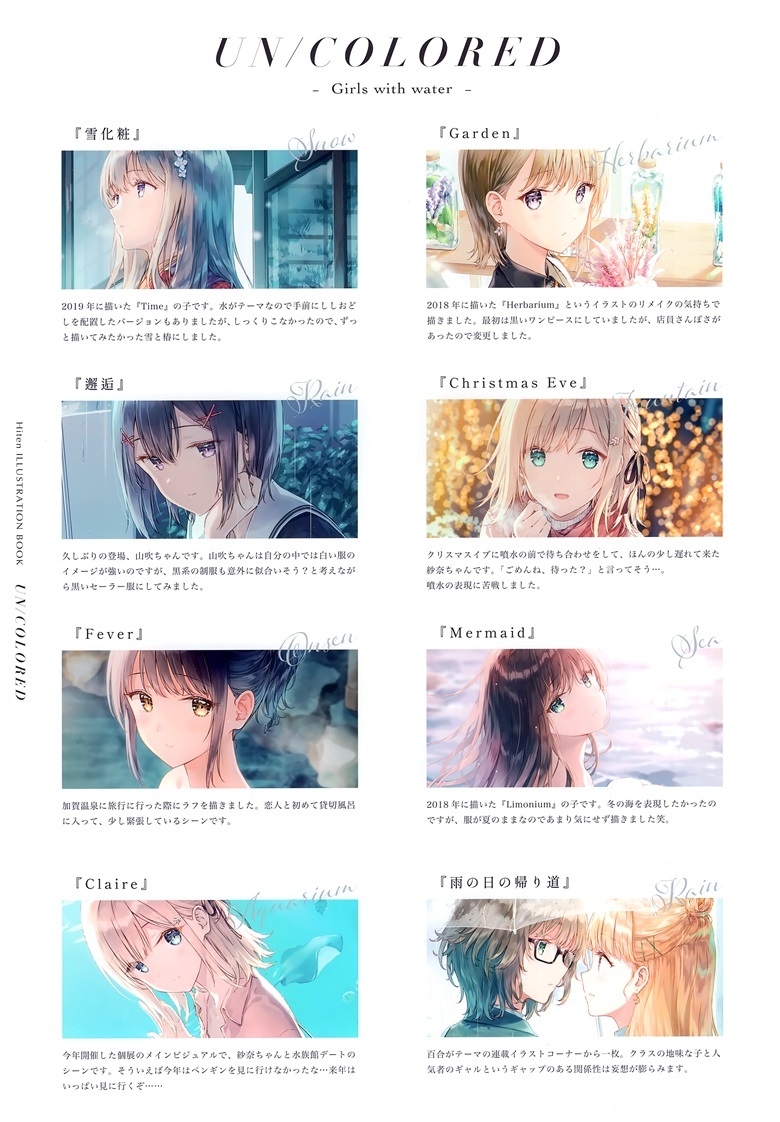 UN/COLORED
- Girls with water -
『雪化粧』
Snow
2019年に描いた『Time』の子です。水がテーマなので手前にししおど
しを配置したバージョンもありましたが、しっくりこなかったので、ずっ
と描いてみたかった雪と椿にしました。
『Garden』
Herbarium
2018年に描いた『Herbarium』というイラストのリメイクの気持ちで
描きました。最初は黒いワンピースにしていましたが、店員さんぽさが
あったので変更しました。
『邂逅』
Rain
久しぶりの登場、山吹ちゃんです。山吹ちゃんは自分の中では白い服の
イメージが強いのですが、黒系の制服も意外に似合いそう？と考えなが
ら黒いセーラー服にしてみました。
『Christmas Eve』
Fountain
クリスマスイブに噴水の前で待ち合わせをして、ほんの少し遅れて来た
紗奈ちゃんです。「ごめんね、待った？」と言ってそう…。
噴水の表現に苦戦しました。
『Fever』
Onsen
加賀温泉に旅行に行った際にラフを描きました。恋人と初めて貸切風呂
に入って、少し緊張しているシーンです。
『Mermaid』
Sea
2018年に描いた『Limonium』の子です。冬の海を表現したかったの
ですが、服が夏のままなのであまり気にせず描きました笑。
『Claire』
Aquarium
今年開催した個展のメインビジュアルで、紗奈ちゃんと水族館デートの
シーンです。そういえば今年はペンギンを見に行けなかったな…来年は
いっぱい見に行くぞ……
『雨の日の帰り道』
Rain
百合がテーマの連載イラストコーナーから一枚。クラスの地味な子と人
気者のギャルというギャップのある関係性は妄想が膨らみます。
Hiten ILLUSTRATION BOOK UN/COLORED